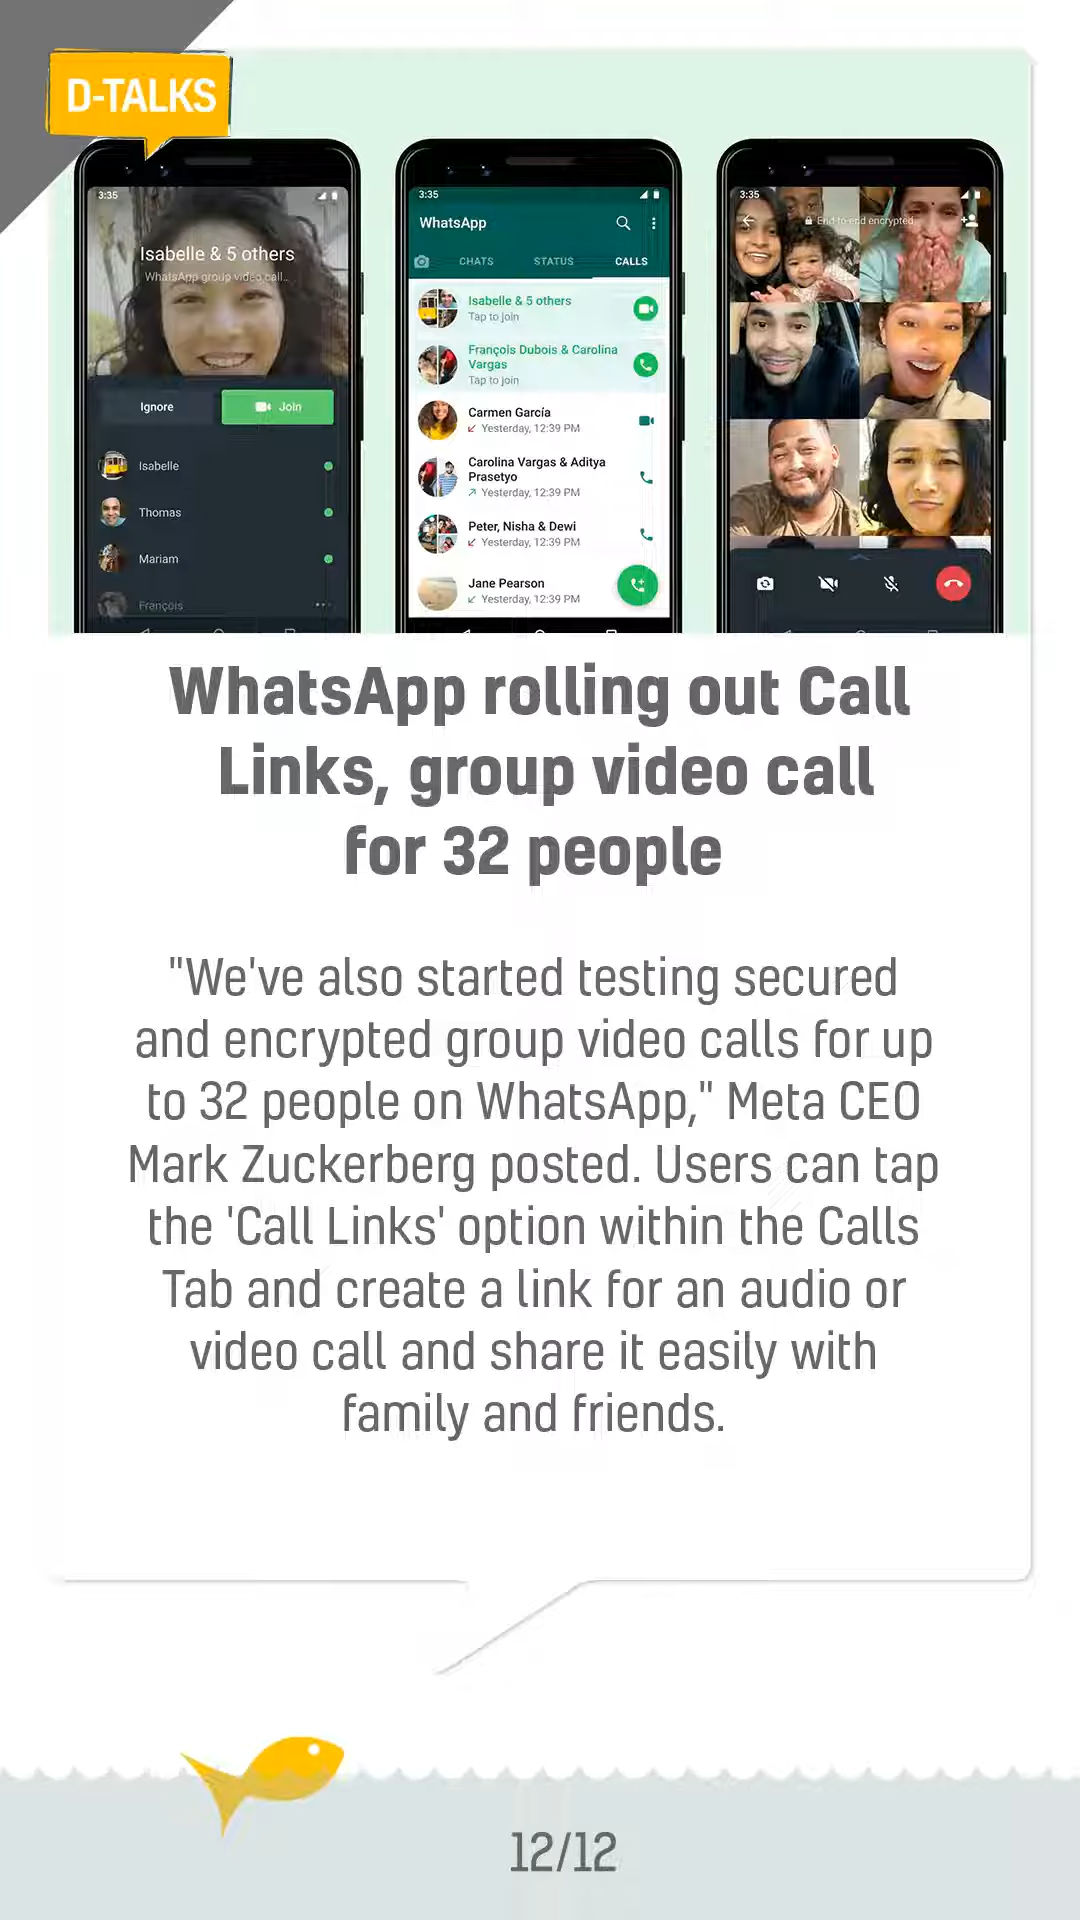 D-TALKS
3:35
Isabelle & 5 others
WhatsApp group video call...
Ignore
Join
Isabelle
Thomas
Mariam
François
3:35
WhatsApp
CHATS
STATUS
CALLS
Isabelle & 5 others
Tap to join
François Dubois & Carolina
Vargas
Tap to join
Carmen García
Yesterday, 12:39 PM
Carolina Vargas & Aditya
Prasetyo
Yesterday, 12:39 PM
Peter, Nisha & Dewi
Yesterday, 12:39 PM
Jane Pearson
Yesterday, 12:39 PM
3:35
End-to-end encrypted
WhatsApp rolling out Call
Links, group video call
for 32 people
"We've also started testing secured
and encrypted group video calls for up
to 32 people on WhatsApp," Meta CEO
Mark Zuckerberg posted. Users can tap
the 'Call Links' option within the Calls
Tab and create a link for an audio or
video call and share it easily with
family and friends.
12/12